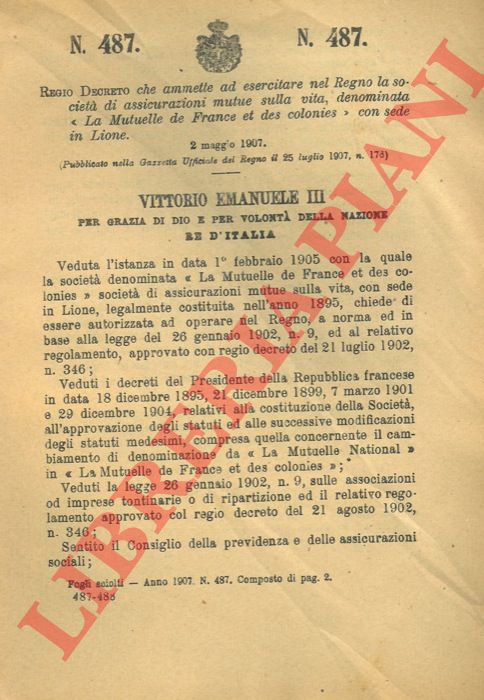 N. 487.
N. 487.
REGIO DECRETO che ammette ad esercitare nel Regno la so-
cietà di assicurazioni mutue sulla vita, denominata
« La Mutuelle de France et des colonies » con sede
in Lione.
2 maggio 1907.
(Pubblicato nella Gazzetta Ufficiale del Regno il 25 luglio 1907, n. 176)
VITTORIO EMANUELE III
PER GRAZIA DI DIO E PER VOLONTÀ DELLA NAZIONE
RE D'ITALIA
Veduta l'istanza in data 1° febbraio 1905 con la quale
la società denominata « La Mutuelle de France et des co-
lonies » società di assicurazioni mutue sulla vita, con sede
in Lione, legalmente costituita nell'anno 1895, chiede di
essere autorizzata ad operare nel Regno, a norma ed in
base alla legge del 26 gennaio 1902, n. 9, ed al relativo
regolamento, approvato con regio decreto del 21 luglio 1902,
n. 346;
Veduti i decreti del Presidente della Repubblica francese
in data 18 dicembre 1895, 21 dicembre 1899, 7 marzo 1901
e 29 dicembre 1904, relativi alla costituzione della Società,
all'approvazione degli statuti ed alle successive modificazioni
degli statuti medesimi, compresa quella concernente il cam-
biamento di denominazione da « La Mutuelle National »
in « La Mutuelle de France et des colonies »;
Veduti la legge 26 gennaio 1902, n. 9, sulle associazioni
od imprese tontinarie o di ripartizione ed il relativo rego-
lamento approvato col regio decreto del 21 agosto 1902,
n. 346;
Sentito il Consiglio della previdenza e delle assicurazioni
sociali;
Fogli sciolti — Anno 1907. N. 487. Composto di pag. 2.
487-488
LIBRERIA PIANI